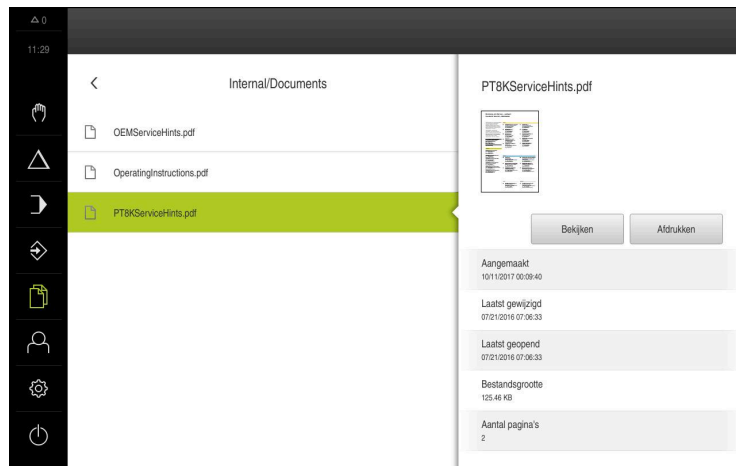 0
11:29
Internal/Documents
OEMServiceHints.pdf
OperatingInstructions.pdf
PT8KServiceHints.pdf
PT8KServiceHints.pdf
Bekijken
Afdrukken
Aangemaakt
10/11/2017 00:09:40
Laatst gewijzigd
07/21/2016 07:06:33
Laatst geopend
07/21/2016 07:06:33
Bestandsgrootte
125.46 KB
Aantal pagina's
2